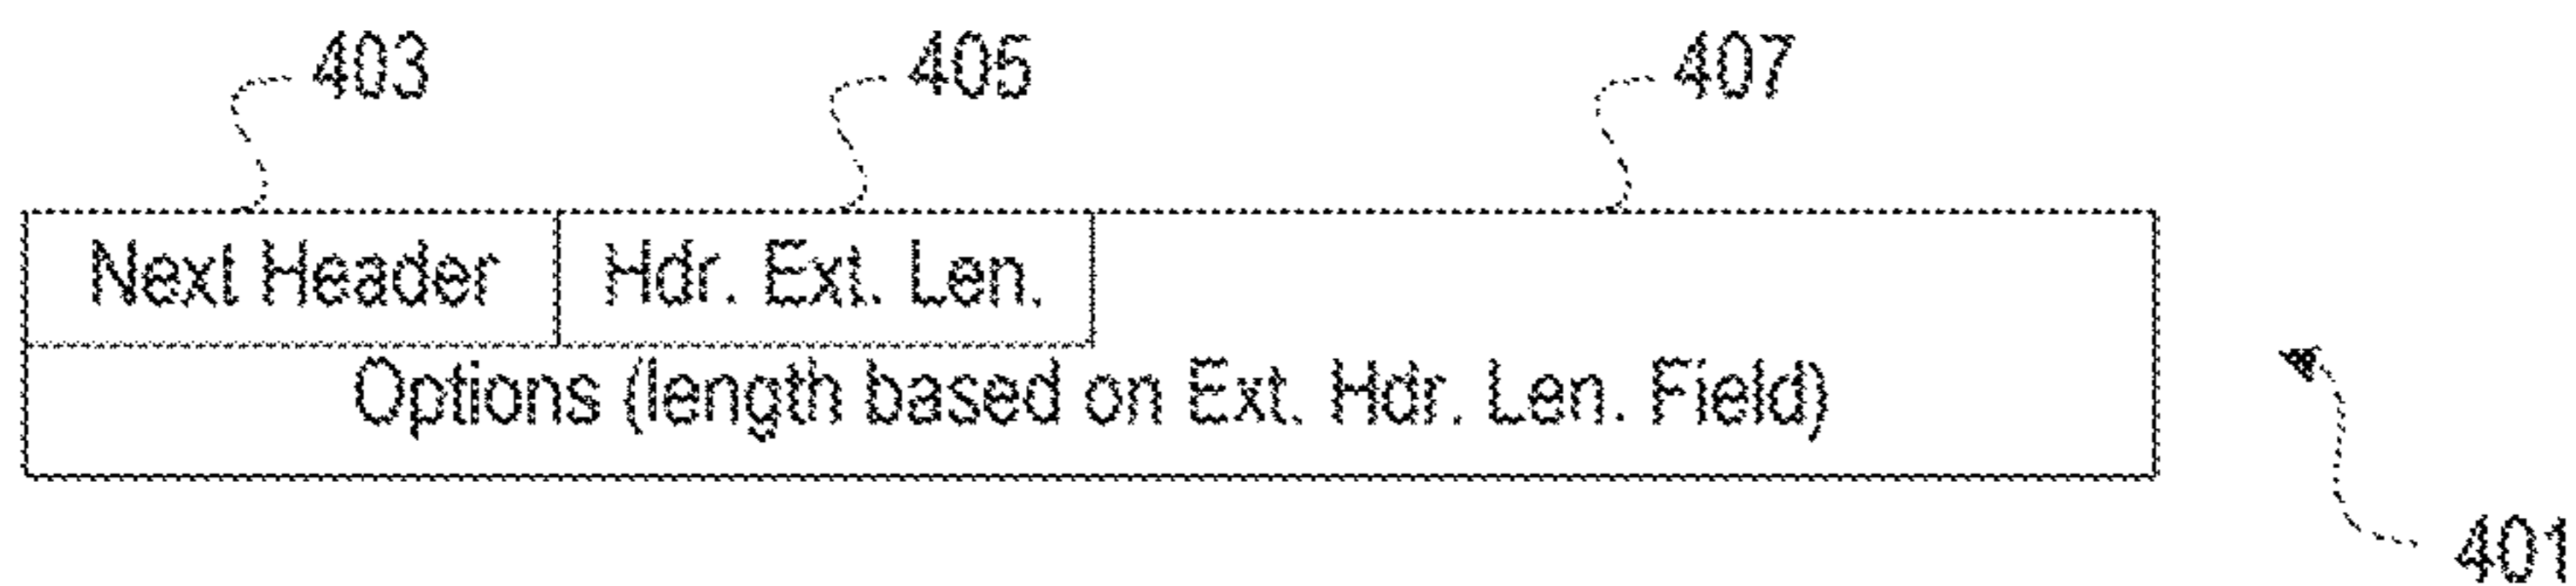 403 405 407
Next Header Hdr. Ext. Len.
Options (length based on Ext. Hdr. Len. Field)
401